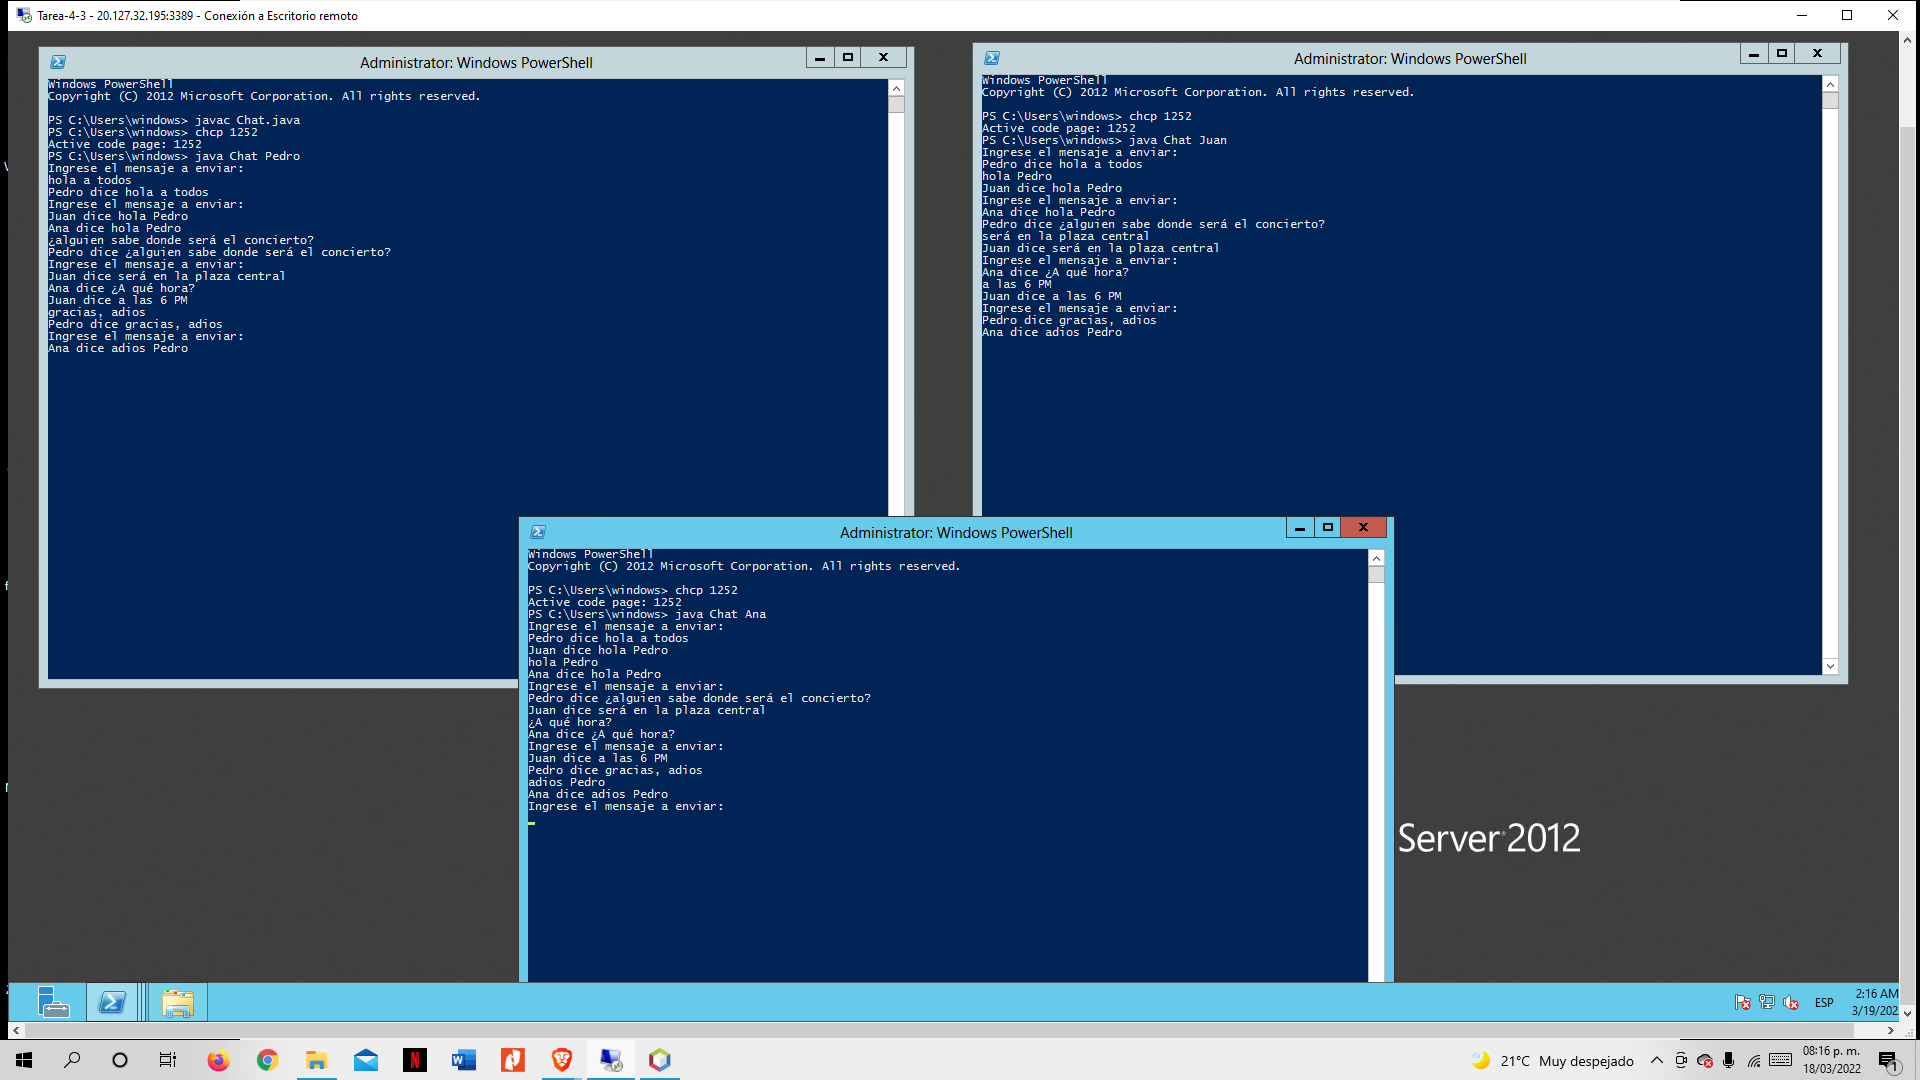 Tarea-4-3 - 20.127.32.195:3389 - Conexión a Escritorio remoto
Administrator: Windows PowerShell
Windows PowerShell
Copyright (C) 2012 Microsoft Corporation. All rights reserved.
PS C:\Users\windows> javac Chat.java
PS C:\Users\windows> chcp 1252
Active code page: 1252
PS C:\Users\windows> java Chat Pedro
Ingrese el mensaje a enviar:
hola a todos
Pedro dice hola a todos
Ingrese el mensaje a enviar:
Juan dice hola Pedro
Ana dice hola Pedro
¿alguien sabe donde será el concierto?
Pedro dice ¿alguien sabe donde será el concierto?
Ingrese el mensaje a enviar:
Juan dice será en la plaza central
Ana dice ¿A qué hora?
Juan dice a las 6 PM
gracias, adios
Pedro dice gracias, adios
Ingrese el mensaje a enviar:
Ana dice adios Pedro
Administrator: Windows PowerShell
Windows PowerShell
Copyright (C) 2012 Microsoft Corporation. All rights reserved.
PS C:\Users\windows> chcp 1252
Active code page: 1252
PS C:\Users\windows> java Chat Juan
Ingrese el mensaje a enviar:
Pedro dice hola a todos
hola Pedro
Juan dice hola Pedro
Ingrese el mensaje a enviar:
Ana dice hola Pedro
Pedro dice ¿alguien sabe donde será el concierto?
será en la plaza central
Juan dice será en la plaza central
Ingrese el mensaje a enviar:
Ana dice ¿A qué hora?
a las 6 PM
Juan dice a las 6 PM
Ingrese el mensaje a enviar:
Pedro dice gracias, adios
Ana dice adios Pedro
Administrator: Windows PowerShell
Windows PowerShell
Copyright (C) 2012 Microsoft Corporation. All rights reserved.
PS C:\Users\windows> chcp 1252
Active code page: 1252
PS C:\Users\windows> java Chat Ana
Ingrese el mensaje a enviar:
Pedro dice hola a todos
Juan dice hola Pedro
hola Pedro
Ana dice hola Pedro
Ingrese el mensaje a enviar:
Pedro dice ¿alguien sabe donde será el concierto?
Juan dice será en la plaza central
¿A qué hora?
Ana dice ¿A qué hora?
Ingrese el mensaje a enviar:
Juan dice a las 6 PM
Pedro dice gracias, adios
adios Pedro
Ana dice adios Pedro
Ingrese el mensaje a enviar:
Server 2012
ESP
2:16 AM
3/19/202
21°C Muy despejado
08:16 p. m.
18/03/2022
1